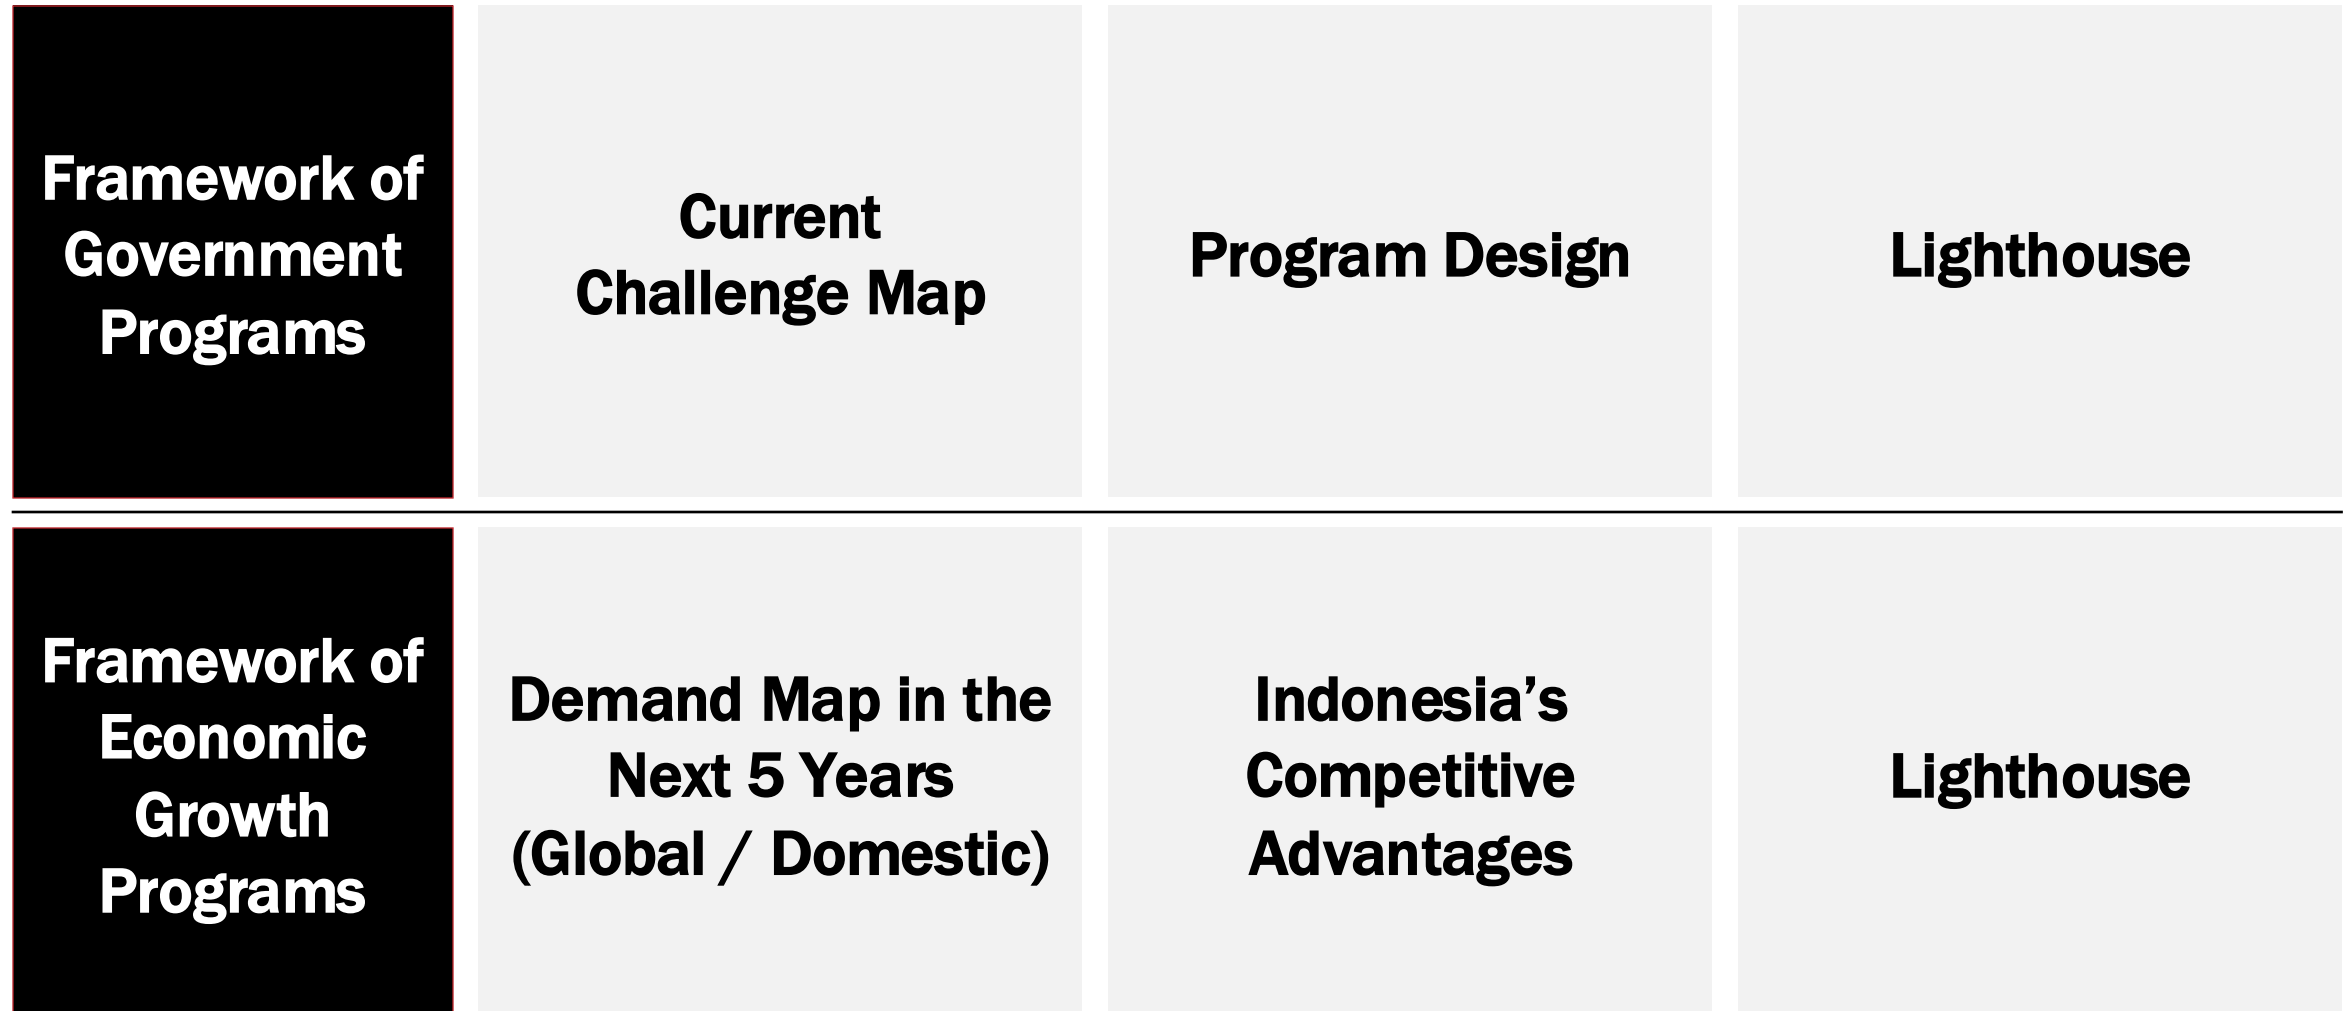 Framework of
Government
Programs
Current
Challenge Map
Program Design
Lighthouse
Framework of
Economic
Growth
Programs
Demand Map in the
Next 5 Years
(Global / Domestic)
Indonesia’s
Competitive
Advantages
Lighthouse